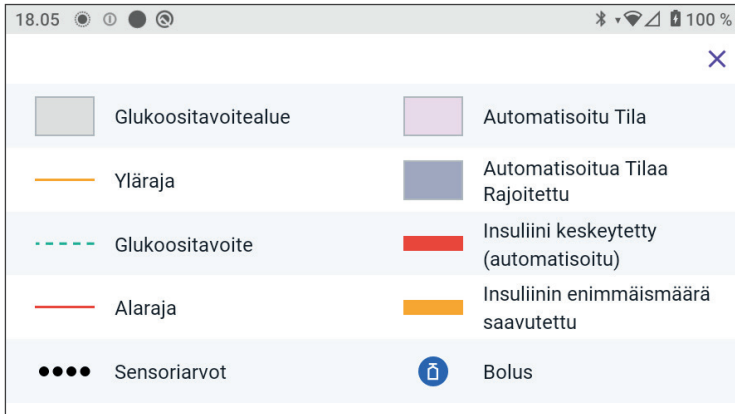 18.05 100 %
Glukoositavoitealue
Automatisoitu Tila
Yläraja
Automatisoitua Tilaa
Rajoitettu
Glukoositavoite
Insuliini keskeytetty
(automatisoitu)
Alaraja
Insuliinin enimmäismäärä
saavutettu
Sensoriarvot
Bolus